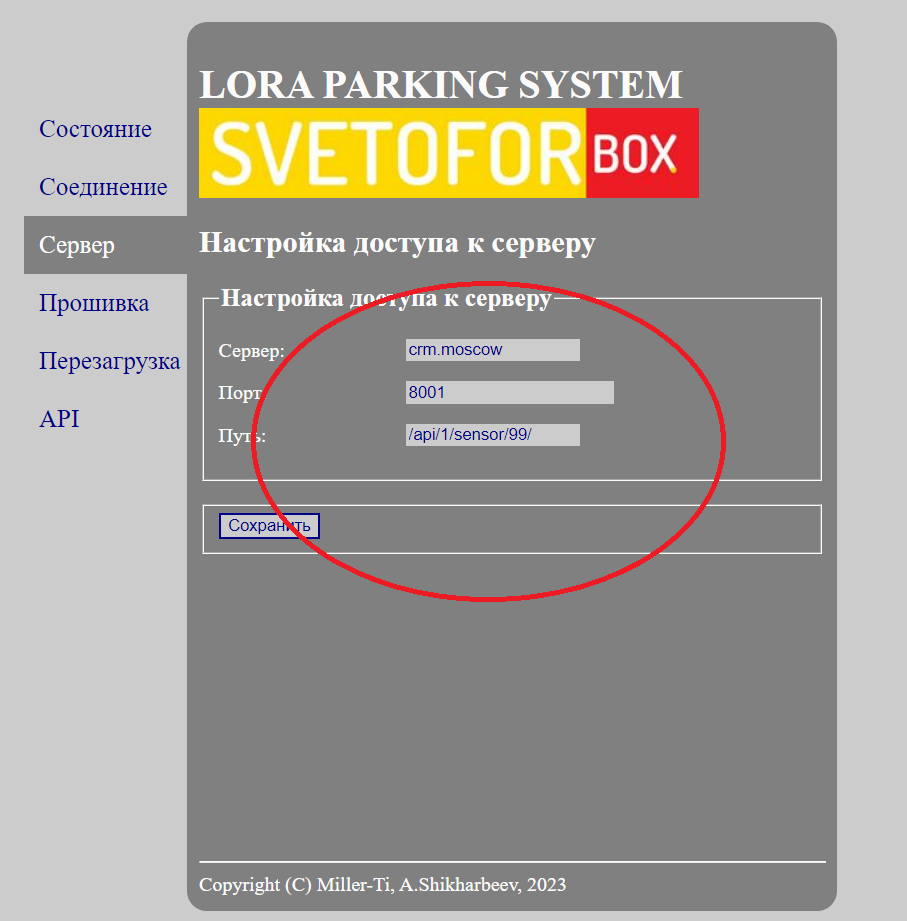 LORA PARKING SYSTEM
SVETOFOR BOX
Состояние
Соединение
Сервер
Прошивка
Перезагрузка
API
Настройка доступа к серверу
Настройка доступа к серверу
Сервер: crm.moscow
Порт 8001
Путь: /api/1/sensor/99/
Сохранить
Copyright (C) Miller-Ti, A.Shikharbeev, 2023